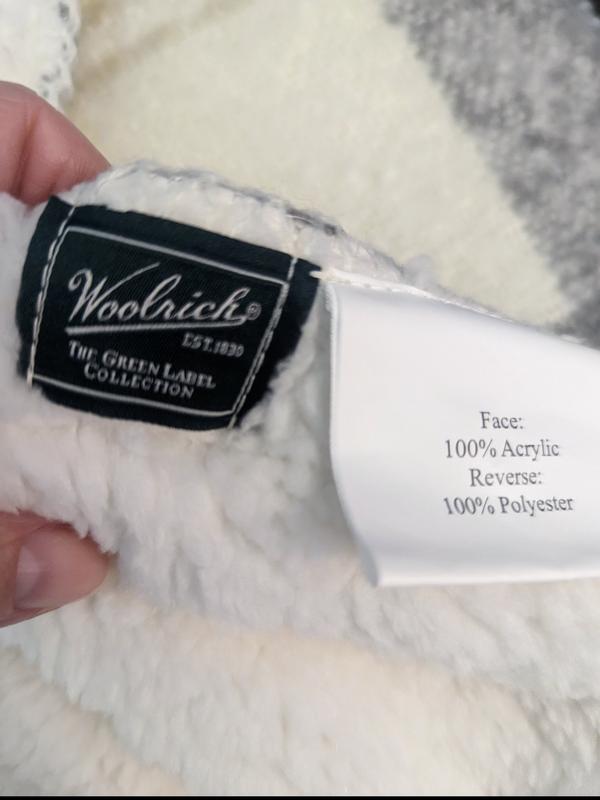 Woolrich®
EST.1830
THE GREEN LABEL
COLLECTION
Face:
100% Acrylic
Reverse:
100% Polyester